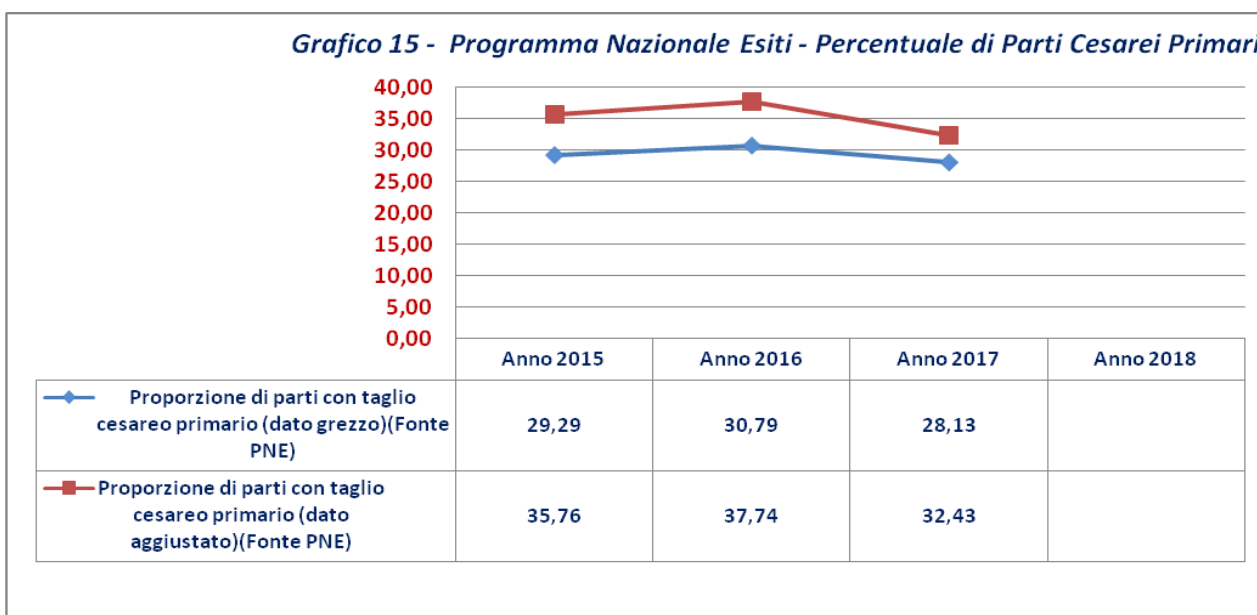 Grafico 15 - Programma Nazionale Esiti - Percentuale di Parti Cesarei Primari
40,00
35,00
30,00
25,00
20,00
15,00
10,00
5,00
0,00
Anno 2015 Anno 2016 Anno 2017 Anno 2018
Proporzione di parti con taglio
cesareo primario (dato grezzo)(Fonte
PNE)
29,29 30,79 28,13
Proporzione di parti con taglio
cesareo primario (dato
aggiustato)(Fonte PNE)
35,76 37,74 32,43